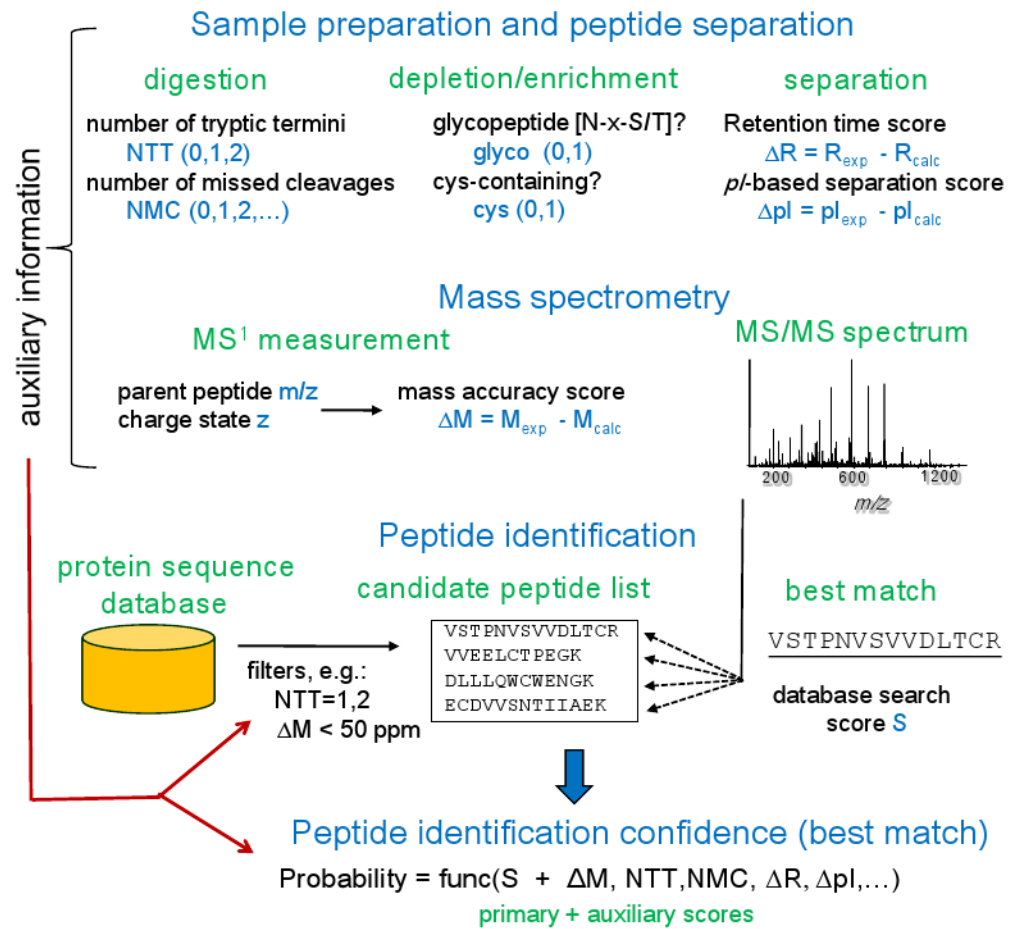 Sample preparation and peptide separation
digestion
depletion/enrichment
separation
number of tryptic termini
NTT (0,1,2)
number of missed cleavages
NMC (0,1,2,...)
glycopeptide [N-x-S/T]?
glyco (0,1)
cys-containing?
cys (0,1)
Retention time score
ΔR = Rexp - Rcalc
pI-based separation score
ΔpI = pIexp - pIcalc
auxiliary information
Mass spectrometry
MS¹ measurement
MS/MS spectrum
parent peptide m/z
charge state z
mass accuracy score
ΔM = Mexp - Mcalc
200 600 1200
m/z
Peptide identification
protein sequence
database
candidate peptide list
best match
filters, e.g.:
NTT=1,2
ΔM < 50 ppm
VSTPNVSVVDLTCR
VVEELCTPEGK
DLLLQWCWENGK
ECDVVSNTIIAEK
VSTPNVSVVDLTCR
database search
score S
Peptide identification confidence (best match)
Probability = func(S + ΔM, NTT,NMC, ΔR, ΔpI,...)
primary + auxiliary scores